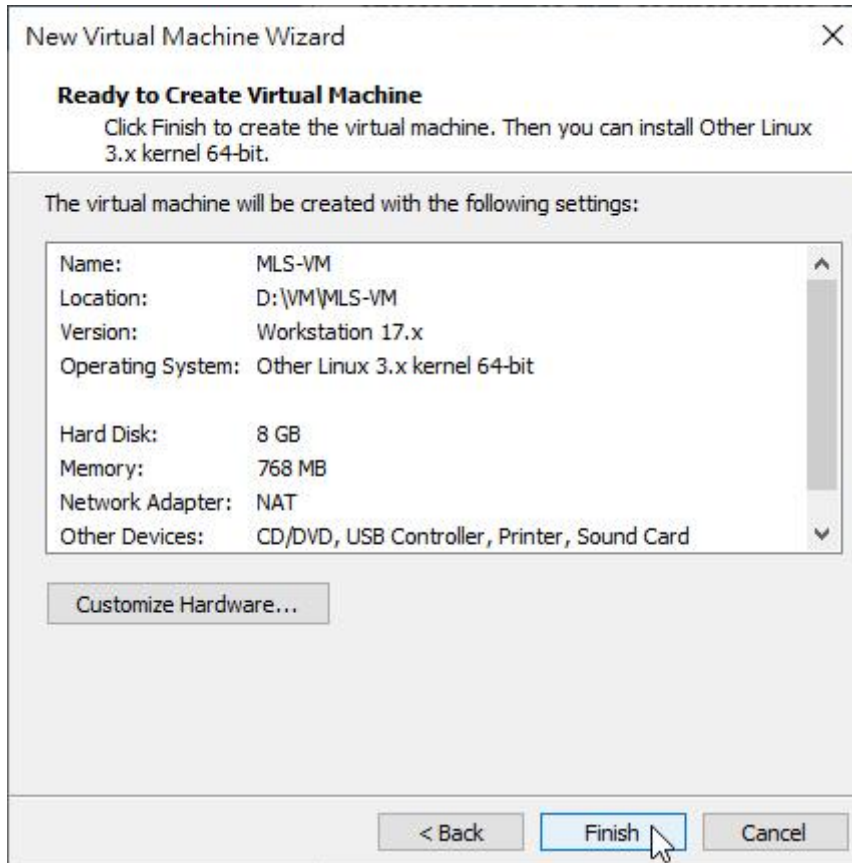 New Virtual Machine Wizard
Ready to Create Virtual Machine
Click Finish to create the virtual machine. Then you can install Other Linux
3.x kernel 64-bit.
The virtual machine will be created with the following settings:
Name: MLS-VM
Location: D:\VM\MLS-VM
Version: Workstation 17.x
Operating System: Other Linux 3.x kernel 64-bit
Hard Disk: 8 GB
Memory: 768 MB
Network Adapter: NAT
Other Devices: CD/DVD, USB Controller, Printer, Sound Card
Customize Hardware...
< Back Finish Cancel